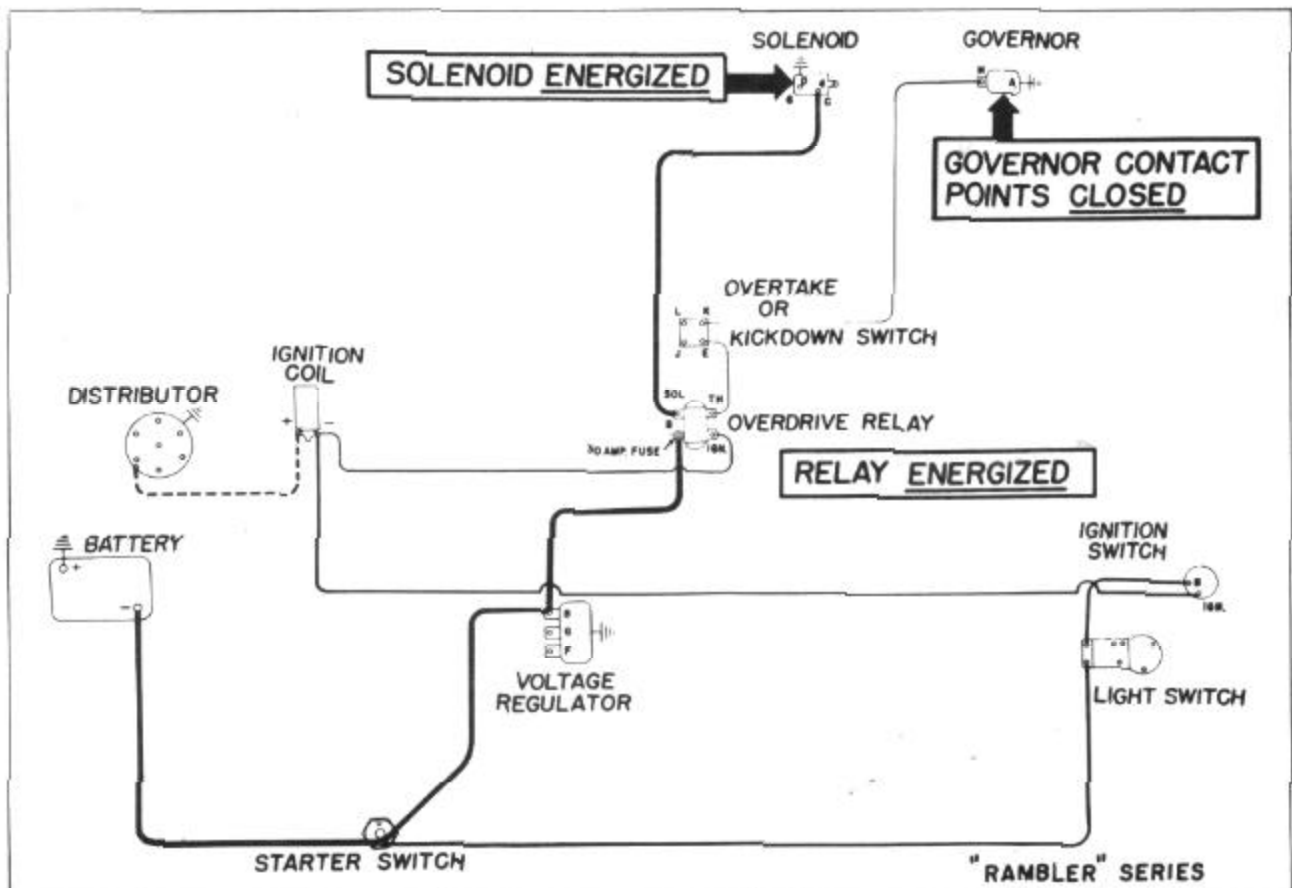 SOLENOID
GOVERNOR
SOLENOID ENERGIZED
GOVERNOR CONTACT
POINTS CLOSED
OVERTAKE
OR
KICKDOWN SWITCH
L K
J E
IGNITION
COIL
+ -
DISTRIBUTOR
SOL TH
B
OVERDRIVE RELAY
30 AMP. FUSE
IGN.
RELAY ENERGIZED
BATTERY
+
-
IGNITION
SWITCH
B
IGN.
B
G
F
VOLTAGE
REGULATOR
LIGHT SWITCH
STARTER SWITCH
"RAMBLER" SERIES